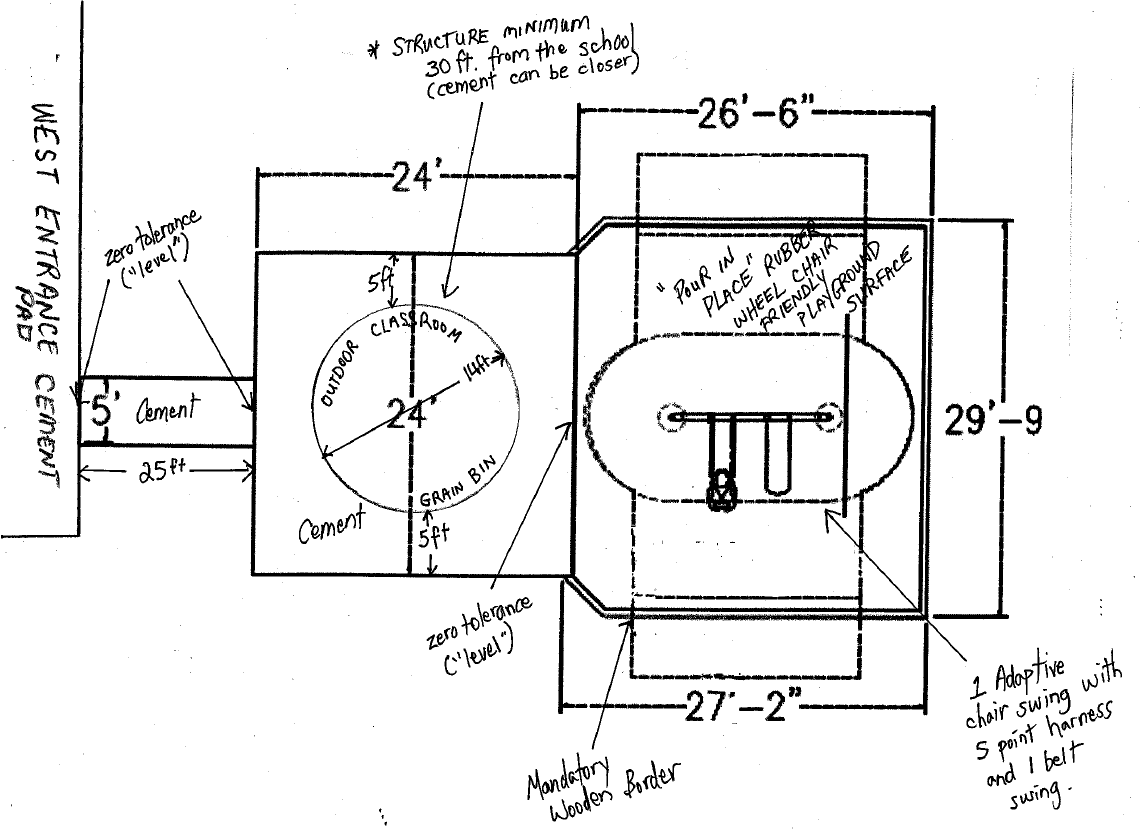 * STRUCTURE MINIMUM
30 ft. from the school
(cement can be closer)
26'-6"
24'
" WEST ENTRANCE CEMENT
PAD
zero tolerance
("level")
5ft
OUTDOOR CLASSROOM
14ft
24'
GRAIN BIN
Cement
5ft
5'
Cement
25ft
"POUR IN
PLACE" RUBBER
WHEEL CHAIR
FRIENDLY
PLAYGROUND
SURFACE
29'-9
zero tolerance
("level")
27'-2"
Mandatory
Wooden Border
1 Adaptive
chair swing with
5 point harness
and 1 belt
swing.